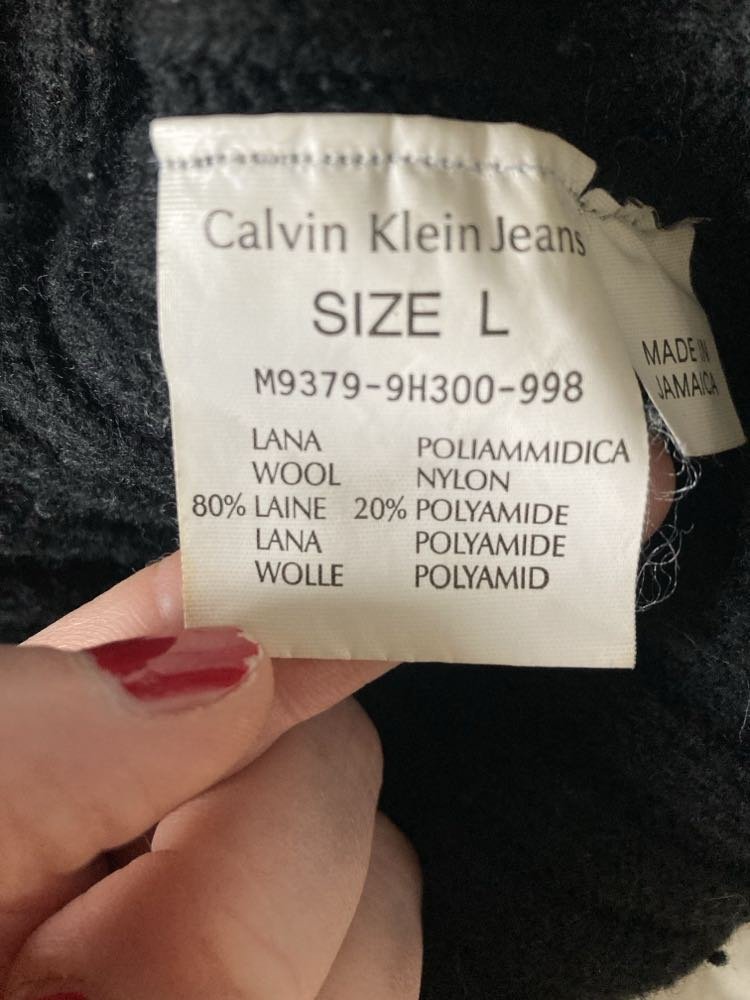 Calvin Klein Jeans
SIZE L
M9379-9H300-998
LANA POLIAMMIDICA
WOOL NYLON
80% LAINE 20% POLYAMIDE
LANA POLYAMIDE
WOLLE POLYAMID
MADE IN
JAMAICA